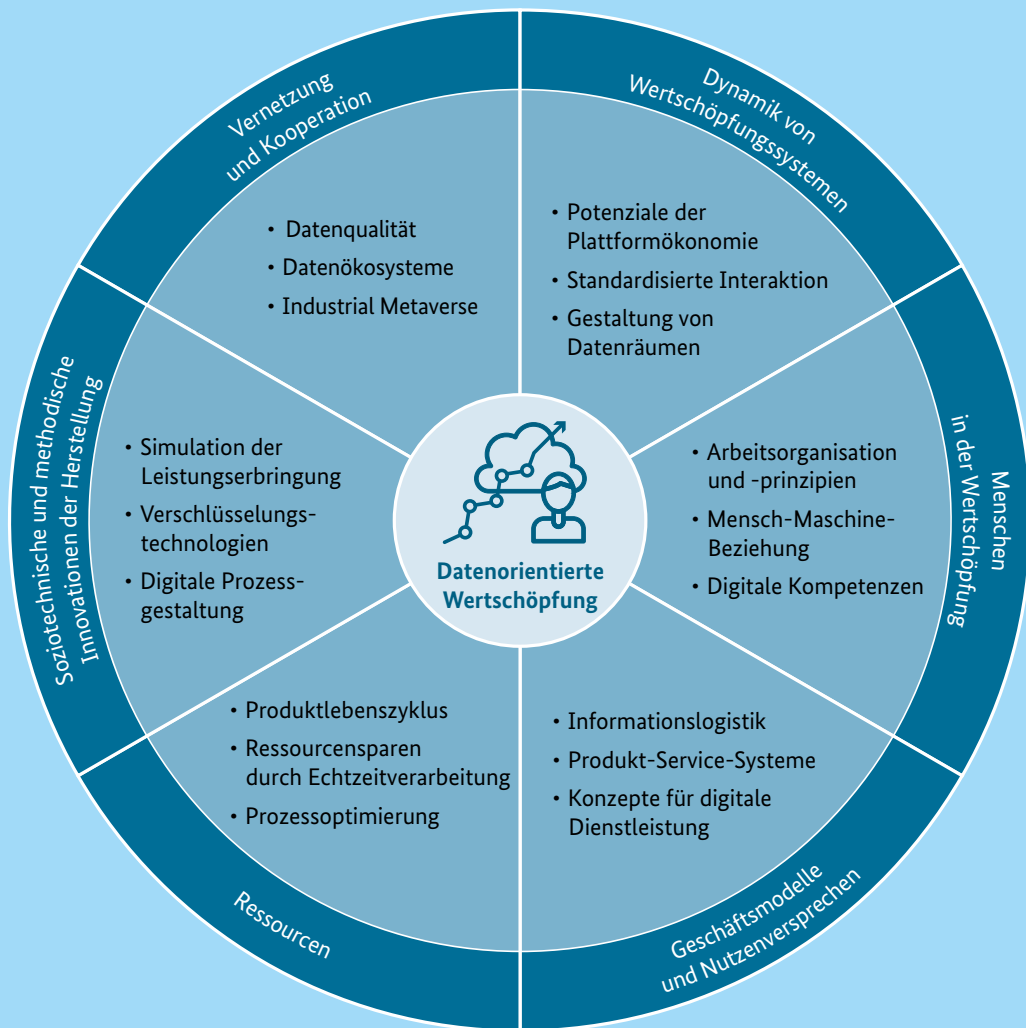 Vernetzung
und Kooperation
• Datenqualität
• Datenökosysteme
• Industrial Metaverse
Dynamik von
Wertschöpfungssystemen
• Potenziale der
Plattformökonomie
• Standardisierte Interaktion
• Gestaltung von
Datenräumen
Menschen
in der Wertschöpfung
• Arbeitsorganisation
und -prinzipien
• Mensch-Maschine-
Beziehung
• Digitale Kompetenzen
Geschäftsmodelle
und Nutzenversprechen
• Informationslogistik
• Produkt-Service-Systeme
• Konzepte für digitale
Dienstleistung
Ressourcen
• Produktlebenszyklus
• Ressourcensparen
durch Echtzeitverarbeitung
• Prozessoptimierung
Soziotechnische und methodische
Innovationen der Herstellung
• Simulation der
Leistungserbringung
• Verschlüsselungs-
technologien
• Digitale Prozess-
gestaltung
Datenorientierte
Wertschöpfung